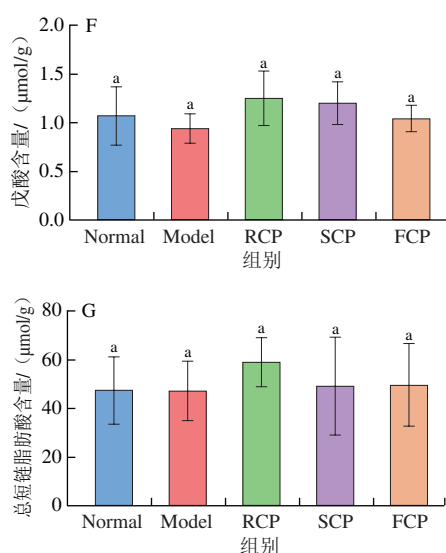 F
戊酸含量/（μmol/g）
2.0
1.5
1.0
0.5
0.0
a a a a a
Normal Model RCP SCP FCP
组别
G
总短链脂肪酸含量/（μmol/g）
80
60
40
20
0
a a a a a
Normal Model RCP SCP FCP
组别